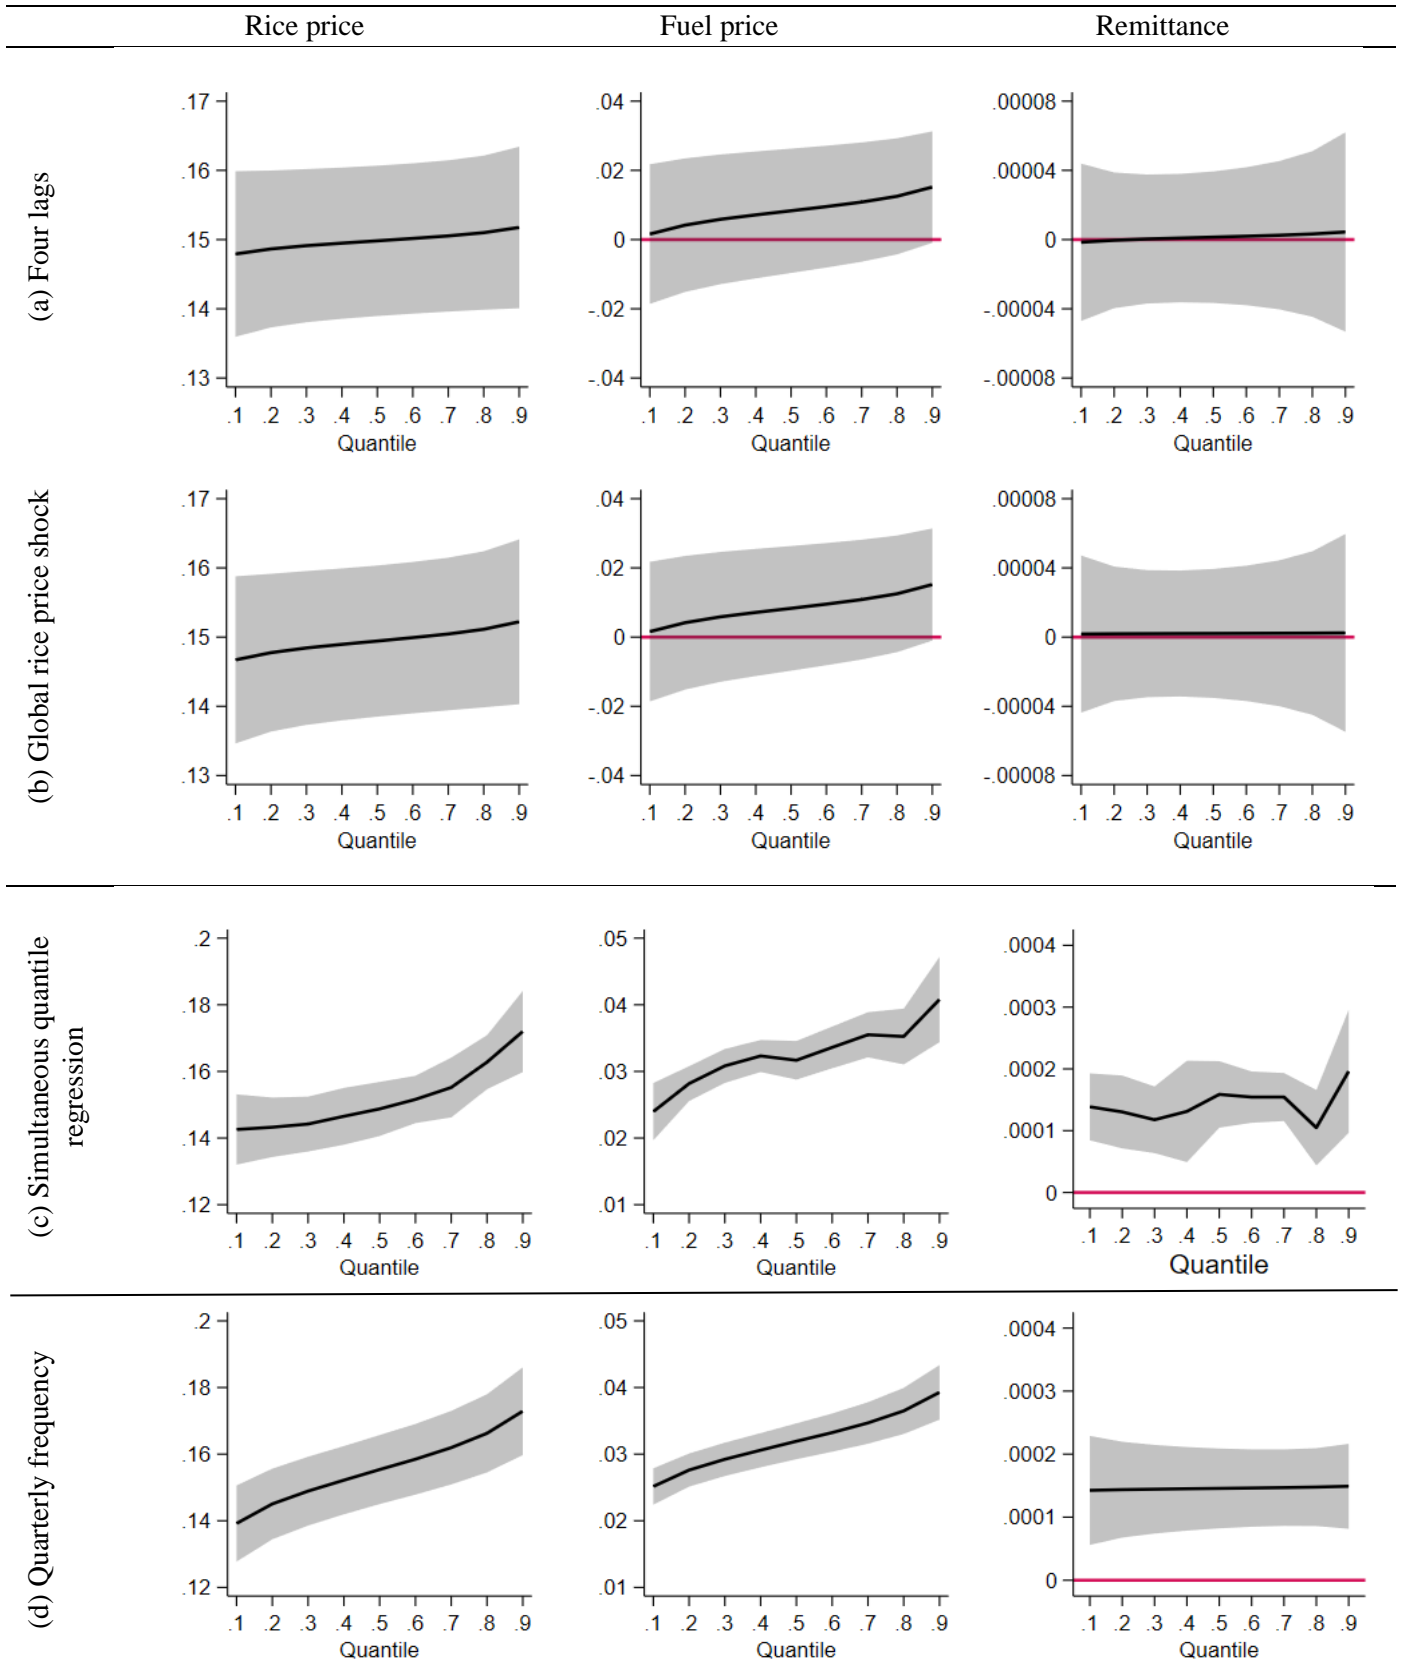 Rice price Fuel price Remittance
(a) Four lags
.17
.16
.15
.14
.13
.1 .2 .3 .4 .5 .6 .7 .8 .9
Quantile
.04
.02
0
-.02
-.04
.1 .2 .3 .4 .5 .6 .7 .8 .9
Quantile
.00008
.00004
0
-.00004
-.00008
.1 .2 .3 .4 .5 .6 .7 .8 .9
Quantile
(b) Global rice price shock
.17
.16
.15
.14
.13
.1 .2 .3 .4 .5 .6 .7 .8 .9
Quantile
.04
.02
0
-.02
-.04
.1 .2 .3 .4 .5 .6 .7 .8 .9
Quantile
.00008
.00004
0
-.00004
-.00008
.1 .2 .3 .4 .5 .6 .7 .8 .9
Quantile
(c) Simultaneous quantile
regression
.2
.18
.16
.14
.12
.1 .2 .3 .4 .5 .6 .7 .8 .9
Quantile
.05
.04
.03
.02
.01
.1 .2 .3 .4 .5 .6 .7 .8 .9
Quantile
.0004
.0003
.0002
.0001
0
.1 .2 .3 .4 .5 .6 .7 .8 .9
Quantile
(d) Quarterly frequency
.2
.18
.16
.14
.12
.1 .2 .3 .4 .5 .6 .7 .8 .9
Quantile
.05
.04
.03
.02
.01
.1 .2 .3 .4 .5 .6 .7 .8 .9
Quantile
.0004
.0003
.0002
.0001
0
.1 .2 .3 .4 .5 .6 .7 .8 .9
Quantile